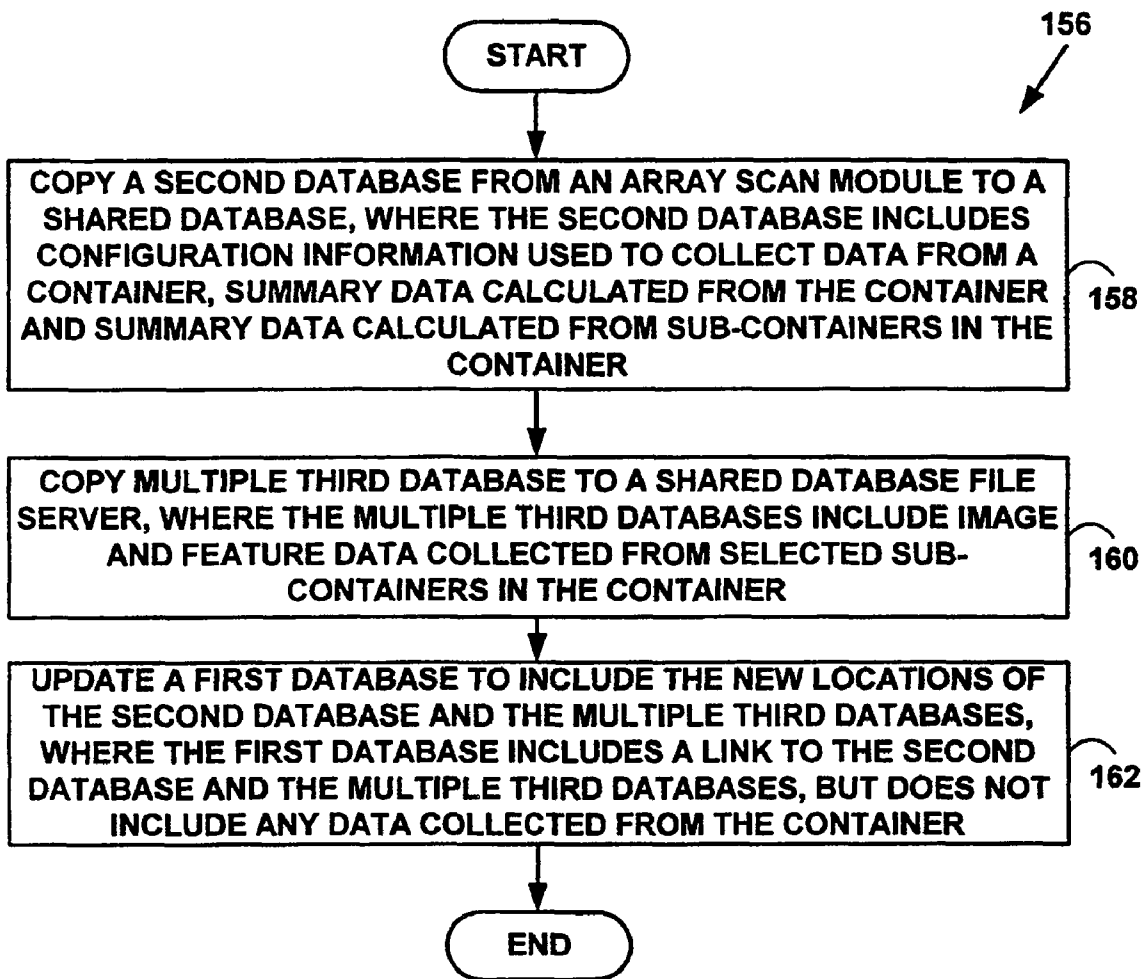 156
START
COPY A SECOND DATABASE FROM AN ARRAY SCAN MODULE TO A
SHARED DATABASE, WHERE THE SECOND DATABASE INCLUDES
CONFIGURATION INFORMATION USED TO COLLECT DATA FROM A
CONTAINER, SUMMARY DATA CALCULATED FROM THE CONTAINER
AND SUMMARY DATA CALCULATED FROM SUB-CONTAINERS IN THE
CONTAINER
158
COPY MULTIPLE THIRD DATABASE TO A SHARED DATABASE FILE
SERVER, WHERE THE MULTIPLE THIRD DATABASES INCLUDE IMAGE
AND FEATURE DATA COLLECTED FROM SELECTED SUB-
CONTAINERS IN THE CONTAINER
160
UPDATE A FIRST DATABASE TO INCLUDE THE NEW LOCATIONS OF
THE SECOND DATABASE AND THE MULTIPLE THIRD DATABASES,
WHERE THE FIRST DATABASE INCLUDES A LINK TO THE SECOND
DATABASE AND THE MULTIPLE THIRD DATABASES, BUT DOES NOT
INCLUDE ANY DATA COLLECTED FROM THE CONTAINER
162
END